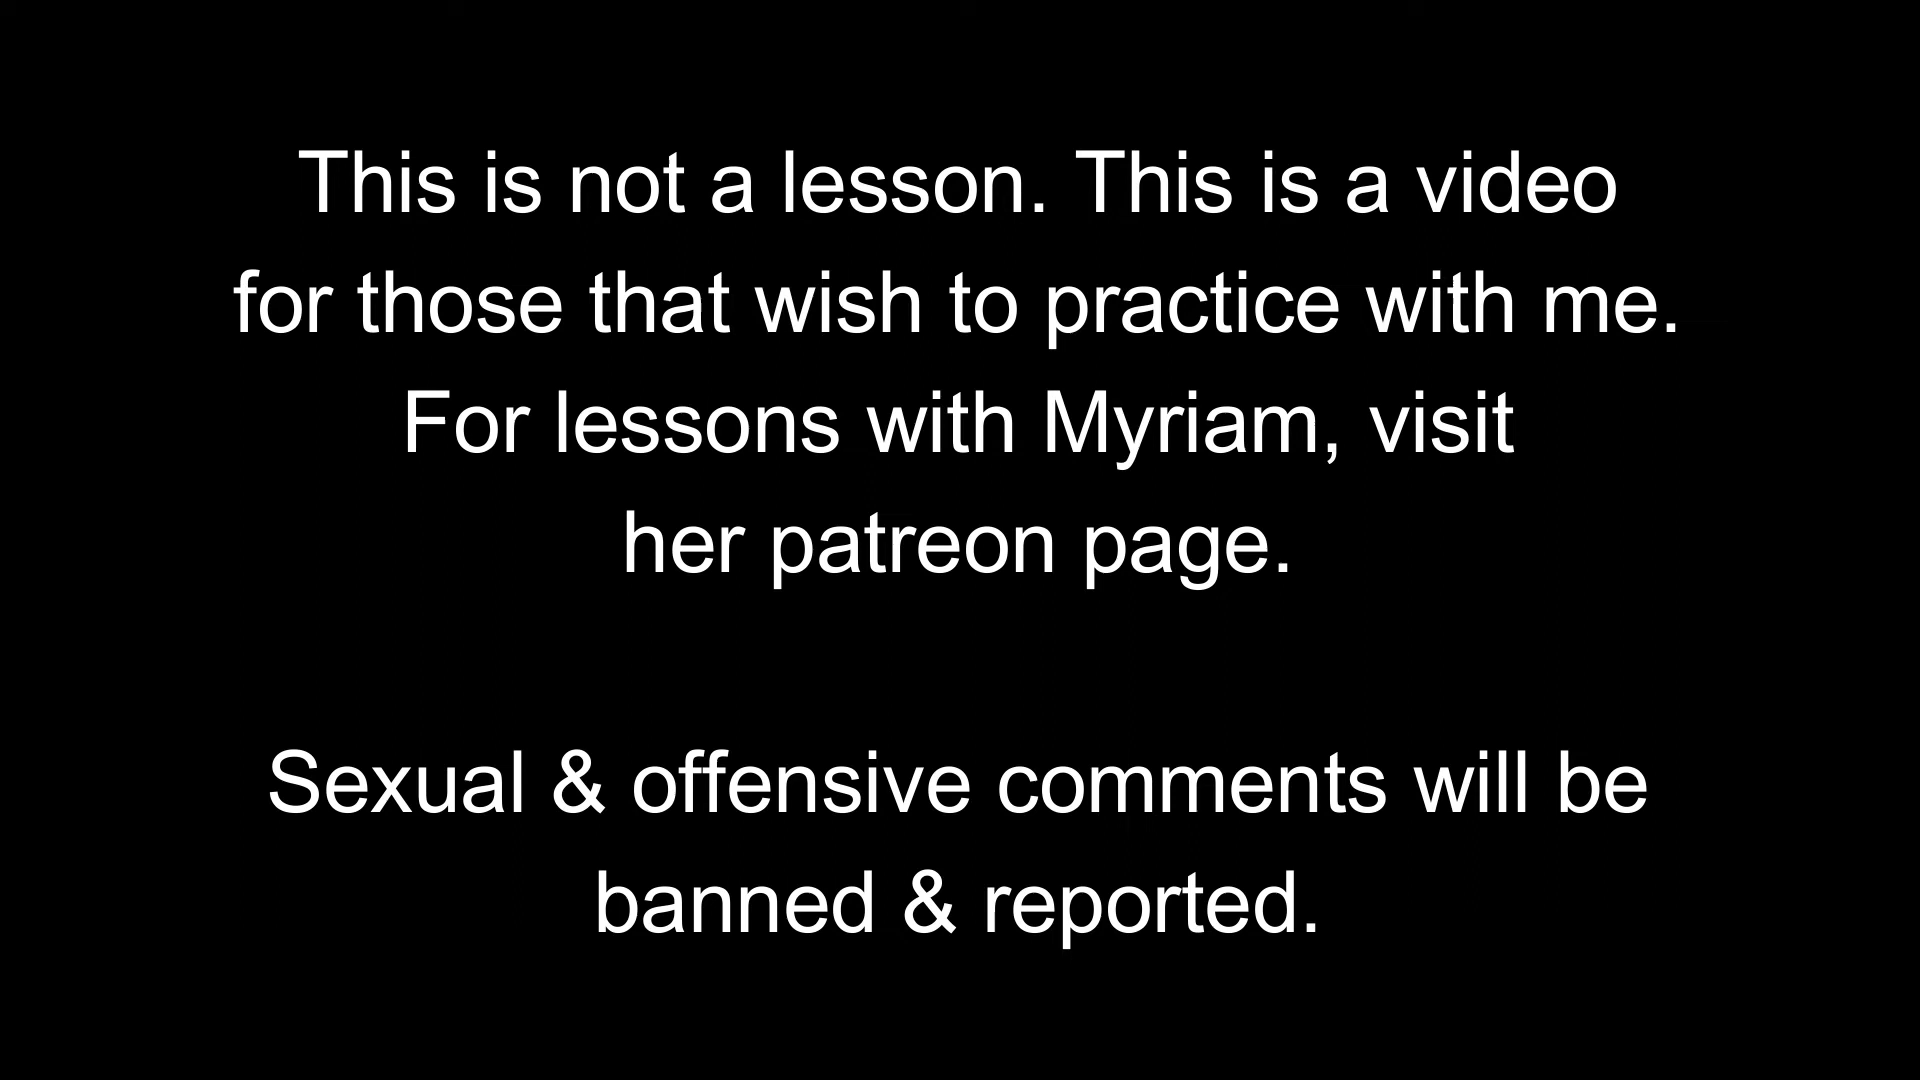 This is not a lesson. This is a video
for those that wish to practice with me.
For lessons with Myriam, visit
her patreon page.
Sexual & offensive comments will be
banned & reported.